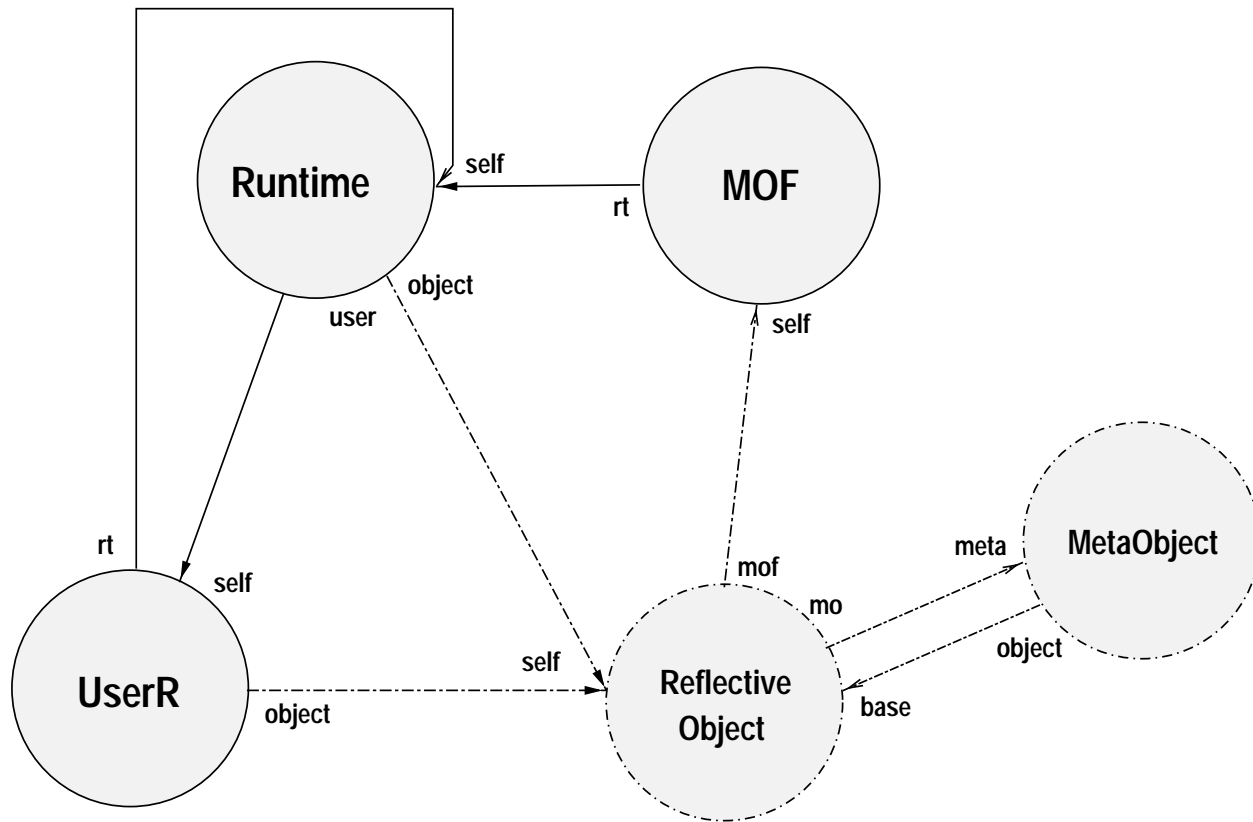 self
Runtime
MOF
rt
object
user
self
rt
meta
MetaObject
self
mof
mo
self
object
Reflective
UserR
object
base
Object